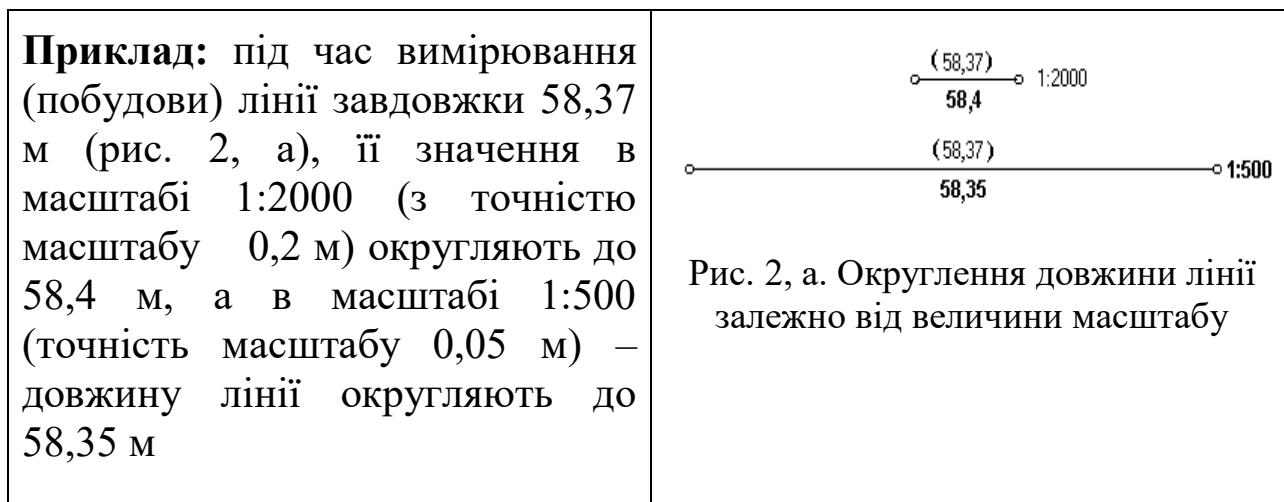 Приклад: під час вимірювання
(побудови) лінії завдовжки 58,37
м (рис. 2, а), її значення в
масштабі 1:2000 (з точністю
масштабу 0,2 м) округляють до
58,4 м, а в масштабі 1:500
(точність масштабу 0,05 м) –
довжину лінії округляють до
58,35 м
(58,37)
1:2000
58,4
(58,37)
1:500
58,35
Рис. 2, а. Округлення довжини лінії
залежно від величини масштабу